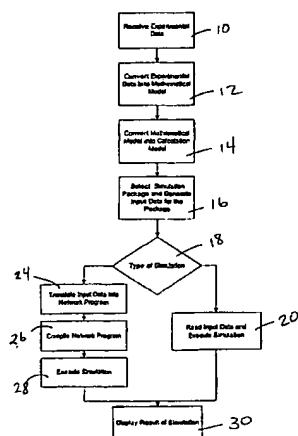 Receive Experimental
Data
10
Convert Experimental
Data Into Mathematical
Model
12
Convert Mathematical
Model into Calculation
Model
14
Select Simulation
Package and Generate
Input Data for the
Package
16
Type of Simulation
18
24
Translate Input Data into
Network Program
26
Compile Network Program
28
Execute Simulation
Read Input Data and
Execute Simulation
20
Display Result of Simulation
30